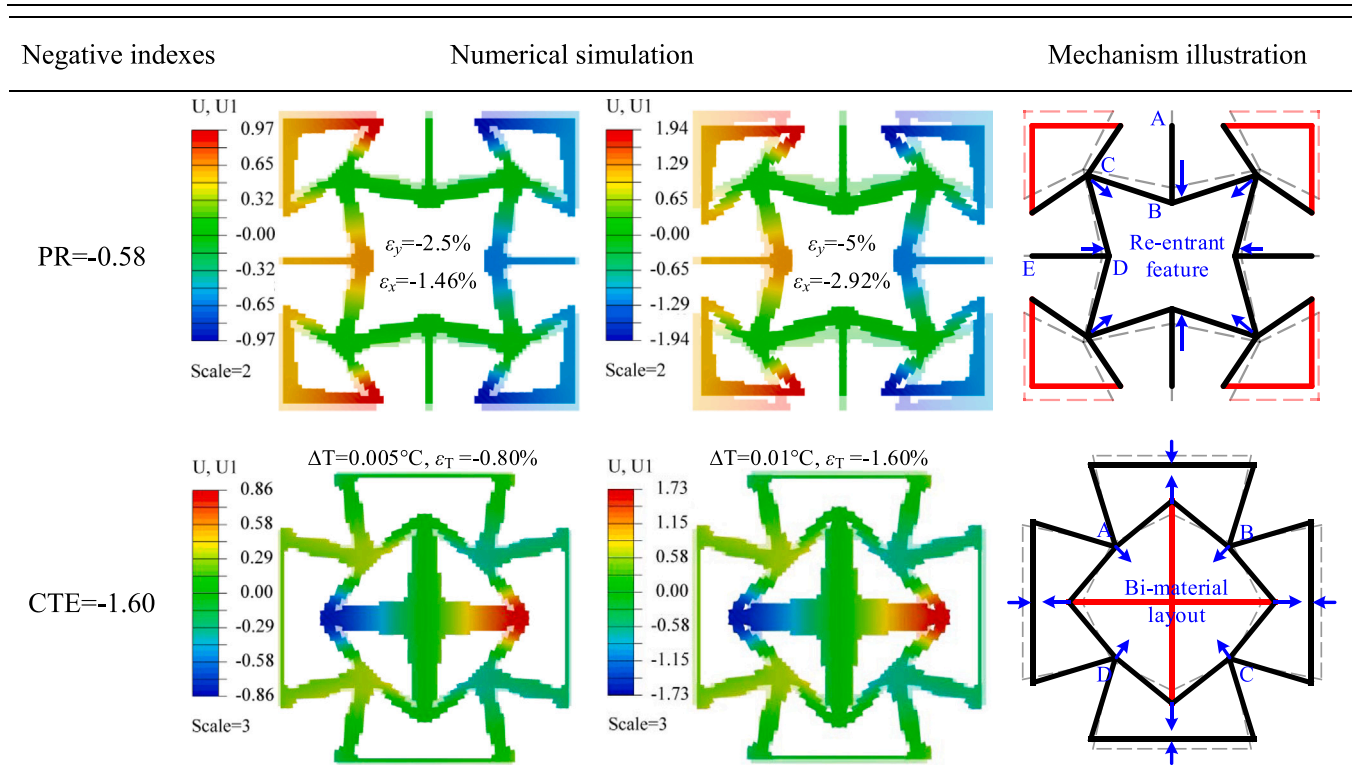 Negative indexes
Numerical simulation
Mechanism illustration
PR=-0.58
U, U1
0.97
0.65
0.32
-0.00
-0.32
-0.65
-0.97
Scale=2
εy=-2.5%
εx=-1.46%
U, U1
1.94
1.29
0.65
-0.00
-0.65
-1.29
-1.94
Scale=2
εy=-5%
εx=-2.92%
A
C
B
E
D
Re-entrant
feature
CTE=-1.60
U, U1
0.86
0.58
0.29
0.00
-0.29
-0.58
-0.86
Scale=3
ΔT=0.005°C, εT =-0.80%
U, U1
1.73
1.15
0.58
0.00
-0.58
-1.15
-1.73
Scale=3
ΔT=0.01°C, εT =-1.60%
A
B
Bi-material
layout
D
C